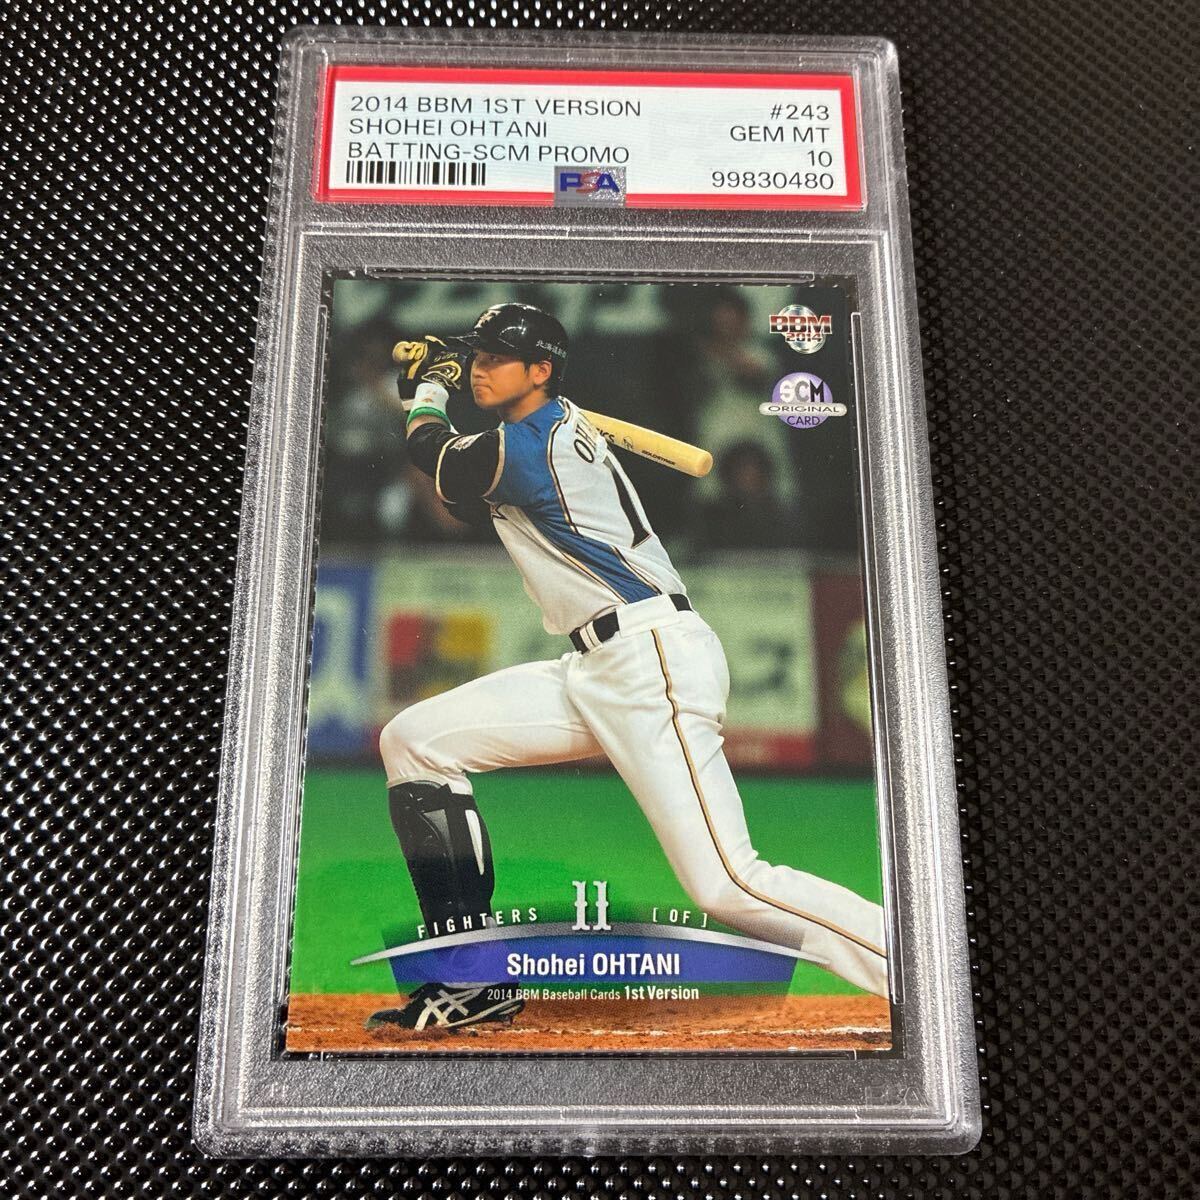 2014 BBM 1ST VERSION #243
SHOHEI OHTANI GEM MT
BATTING-SCM PROMO 10
PSA 99830480
BBM
2014
SCM
ORIGINAL
CARD
FIGHTERS 11 [OF]
Shohei OHTANI
2014 BBM Baseball Cards 1st Version